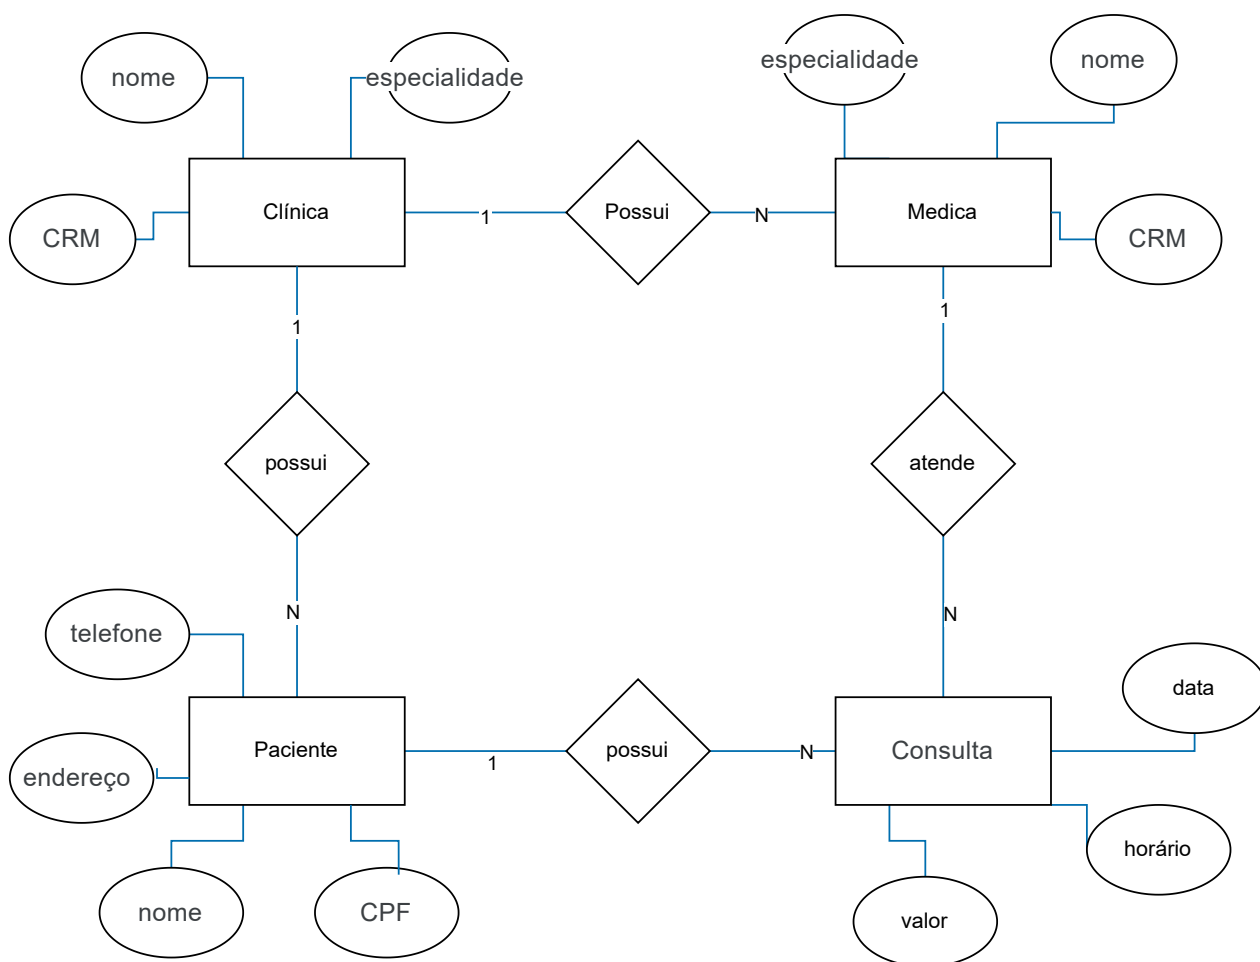 especialidade
nome
nome
especialidade
Clínica
1
Possui
N
Medica
CRM
CRM
1
1
possui
atende
N
N
telefone
data
Paciente
1
possui
N
Consulta
endereço
horário
nome
CPF
valor